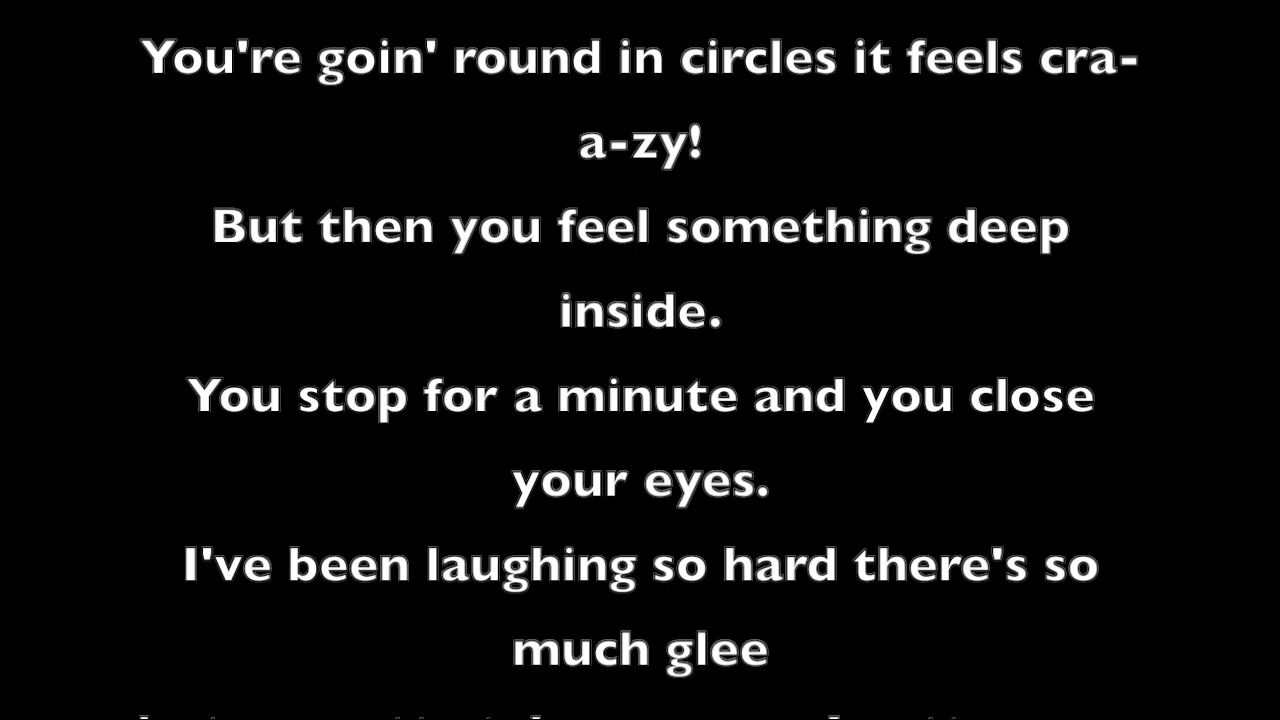 You're goin' round in circles it feels cra-
a-zy!
But then you feel something deep
inside.
You stop for a minute and you close
your eyes.
I've been laughing so hard there's so
much glee